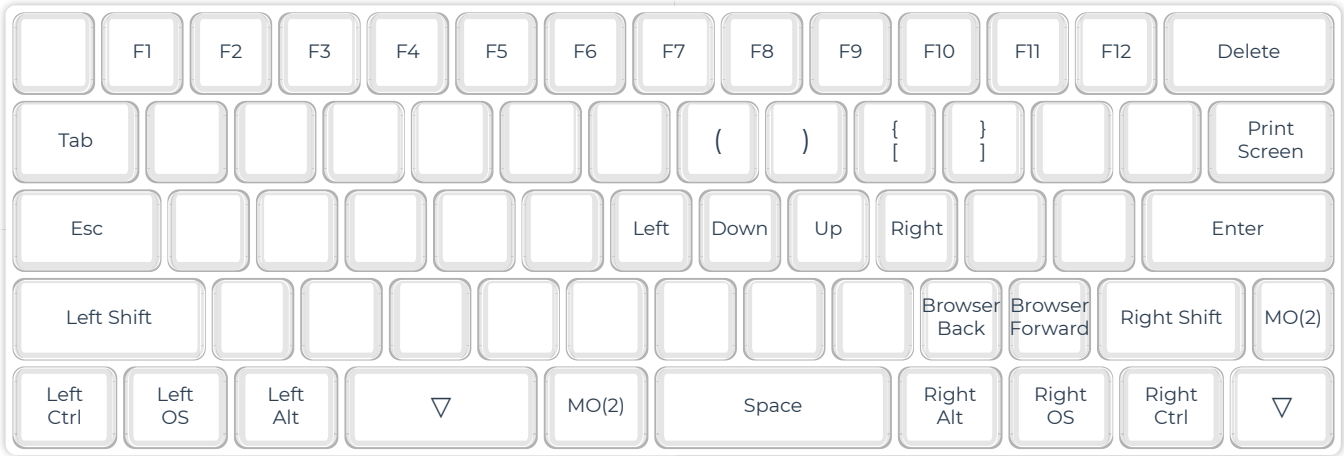 F1 F2 F3 F4 F5 F6 F7 F8 F9 F10 F11 F12 Delete
Tab ( ) { [ } ] Print Screen
Esc Left Down Up Right Enter
Left Shift Browser Back Browser Forward Right Shift MO(2)
Left Ctrl Left OS Left Alt ▽ MO(2) Space Right Alt Right OS Right Ctrl ▽